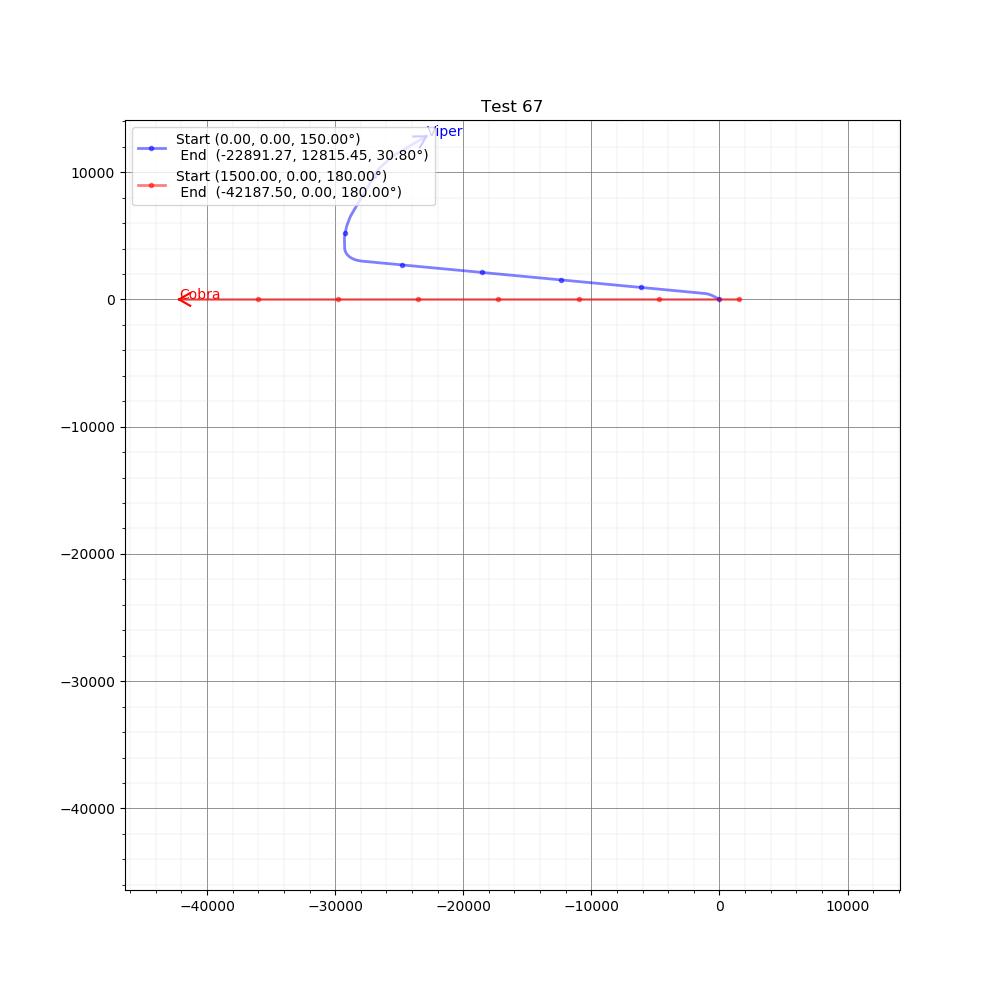 Test 67
Viper
Start (0.00, 0.00, 150.00°)
End  (-22891.27, 12815.45, 30.80°)
Start (1500.00, 0.00, 180.00°)
End  (-42187.50, 0.00, 180.00°)
Cobra
10000
0
−10000
−20000
−30000
−40000
−40000
−30000
−20000
−10000
0
10000